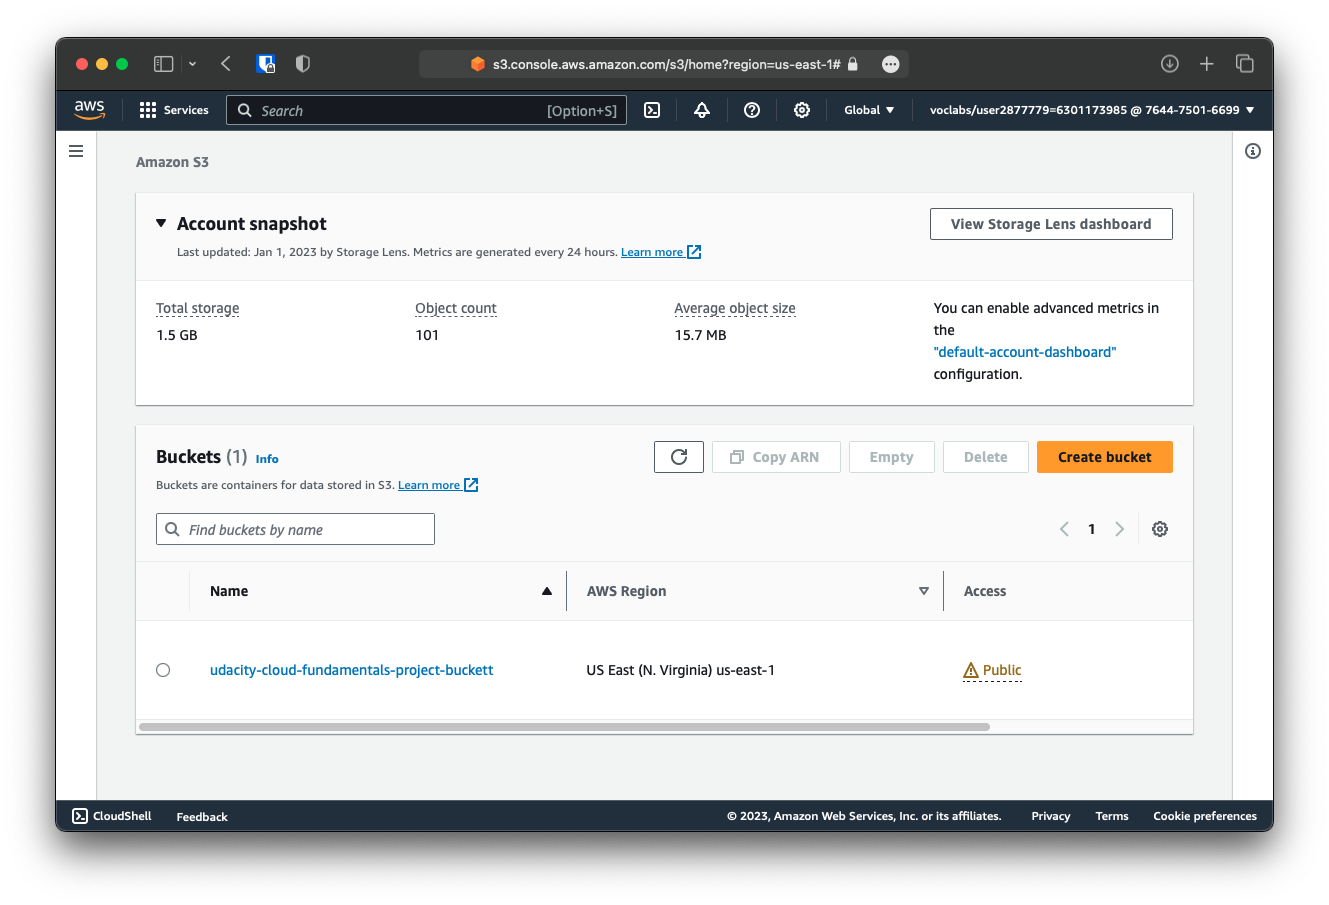 s3.console.aws.amazon.com/s3/home?region=us-east-1#
aws
Services
Search
[Option+S]
Global
voclabs/user2877779=6301173985 @ 7644-7501-6699
Amazon S3
Account snapshot
View Storage Lens dashboard
Last updated: Jan 1, 2023 by Storage Lens. Metrics are generated every 24 hours. Learn more
Total storage
1.5 GB
Object count
101
Average object size
15.7 MB
You can enable advanced metrics in
the
"default-account-dashboard"
configuration.
Buckets (1) Info
Copy ARN
Empty
Delete
Create bucket
Buckets are containers for data stored in S3. Learn more
Find buckets by name
1
Name
AWS Region
Access
udacity-cloud-fundamentals-project-buckett
US East (N. Virginia) us-east-1
Public
CloudShell
Feedback
© 2023, Amazon Web Services, Inc. or its affiliates.
Privacy
Terms
Cookie preferences